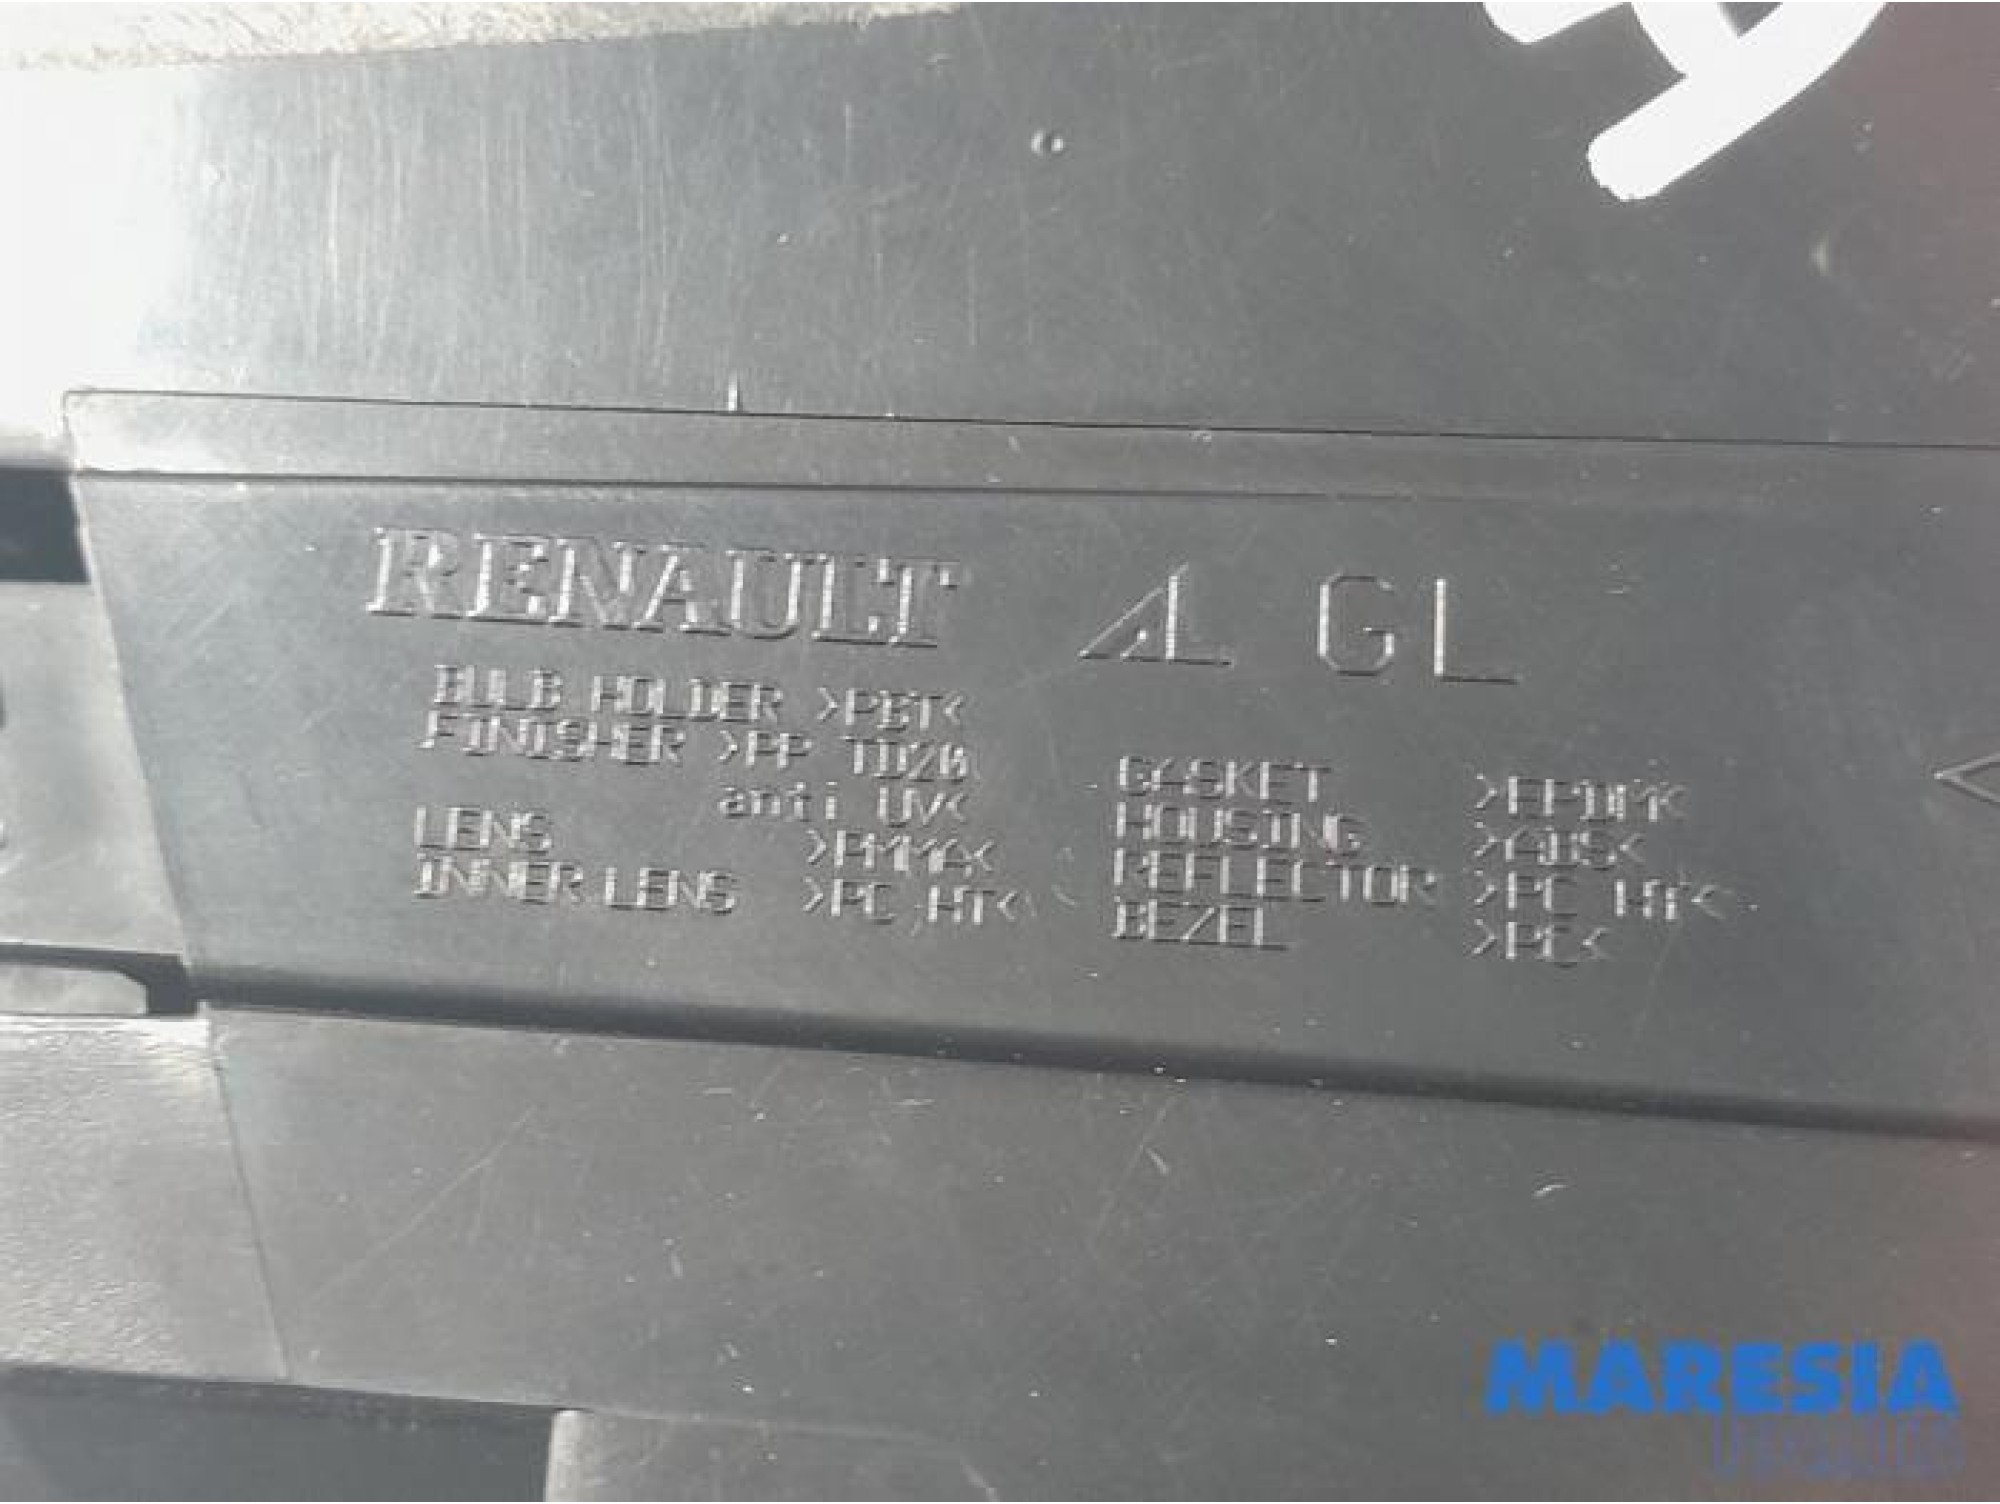 RENAULT AL GL
BULB HOLDER >PBT<
FINISHER >PP TD20
anti UV<
LENS >PMMA<
INNER LENS >PC HT<
GASKET >EPDM<
HOUSING >ABS<
REFLECTOR >PC HT<
BEZEL >PC<
MARESIA